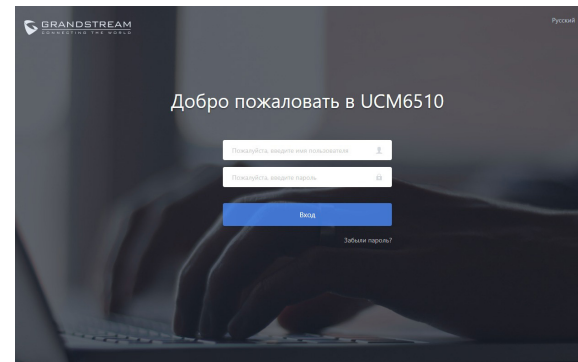 GRANDSTREAM
CONNECTING THE WORLD
Русский
Добро пожаловать в UCM6510
Пожалуйста, введите имя пользователя
Пожалуйста, введите пароль
Вход
Забыли пароль?